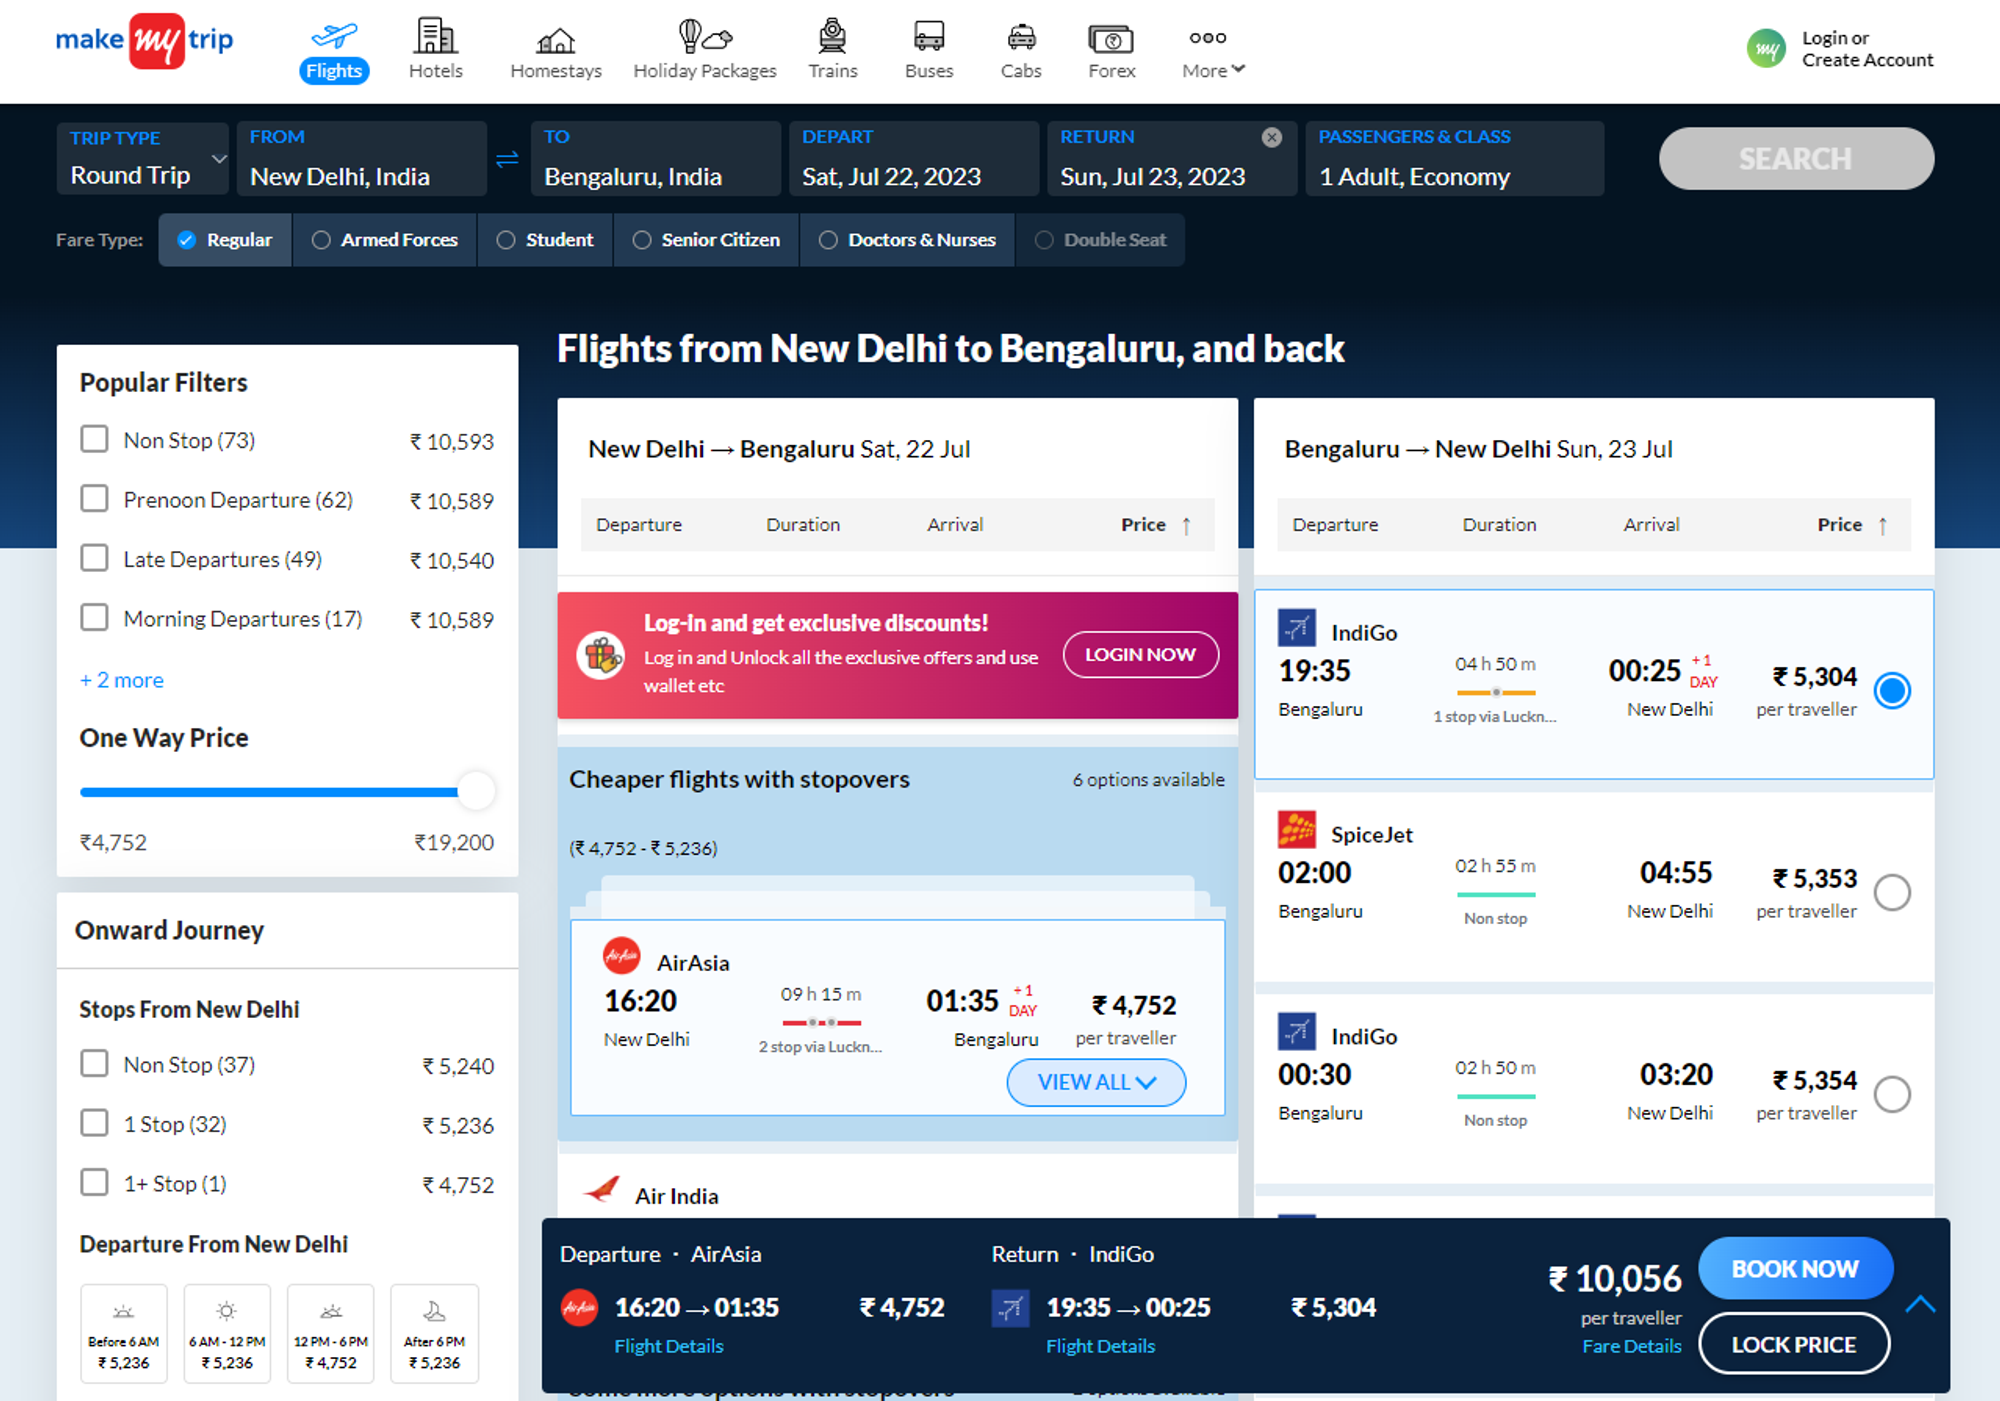 make my trip
Flights
Hotels
Homestays
Holiday Packages
Trains
Buses
Cabs
Forex
More
my
Login or
Create Account
TRIP TYPE
Round Trip
FROM
New Delhi, India
TO
Bengaluru, India
DEPART
Sat, Jul 22, 2023
RETURN
Sun, Jul 23, 2023
PASSENGERS & CLASS
1 Adult, Economy
SEARCH
Fare Type:
Regular
Armed Forces
Student
Senior Citizen
Doctors & Nurses
Double Seat
Popular Filters
Non Stop (73) ₹ 10,593
Prenoon Departure (62) ₹ 10,589
Late Departures (49) ₹ 10,540
Morning Departures (17) ₹ 10,589
+ 2 more
One Way Price
₹4,752 ₹19,200
Onward Journey
Stops From New Delhi
Non Stop (37) ₹ 5,240
1 Stop (32) ₹ 5,236
1+ Stop (1) ₹ 4,752
Departure From New Delhi
Before 6 AM
₹ 5,236
6 AM - 12 PM
₹ 5,236
12 PM - 6 PM
₹ 4,752
After 6 PM
₹ 5,236
Flights from New Delhi to Bengaluru, and back
New Delhi → Bengaluru Sat, 22 Jul
Departure Duration Arrival Price ↑
Log-in and get exclusive discounts!
Log in and Unlock all the exclusive offers and use
wallet etc
LOGIN NOW
Cheaper flights with stopovers 6 options available
(₹ 4,752 - ₹ 5,236)
AirAsia
AirAsia
16:20 09 h 15 m 01:35 +1 DAY ₹ 4,752
New Delhi 2 stop via Luckn... Bengaluru per traveller
VIEW ALL
Air India
Bengaluru → New Delhi Sun, 23 Jul
Departure Duration Arrival Price ↑
IndiGo
19:35 04 h 50 m 00:25 +1 DAY ₹ 5,304
Bengaluru 1 stop via Luckn... New Delhi per traveller
SpiceJet
02:00 02 h 55 m 04:55 ₹ 5,353
Bengaluru Non stop New Delhi per traveller
IndiGo
00:30 02 h 50 m 03:20 ₹ 5,354
Bengaluru Non stop New Delhi per traveller
Departure · AirAsia
AirAsia
16:20 → 01:35 ₹ 4,752
Flight Details
Return · IndiGo
19:35 → 00:25 ₹ 5,304
Flight Details
₹ 10,056
per traveller
Fare Details
BOOK NOW
LOCK PRICE
Some more options with stopovers
options available